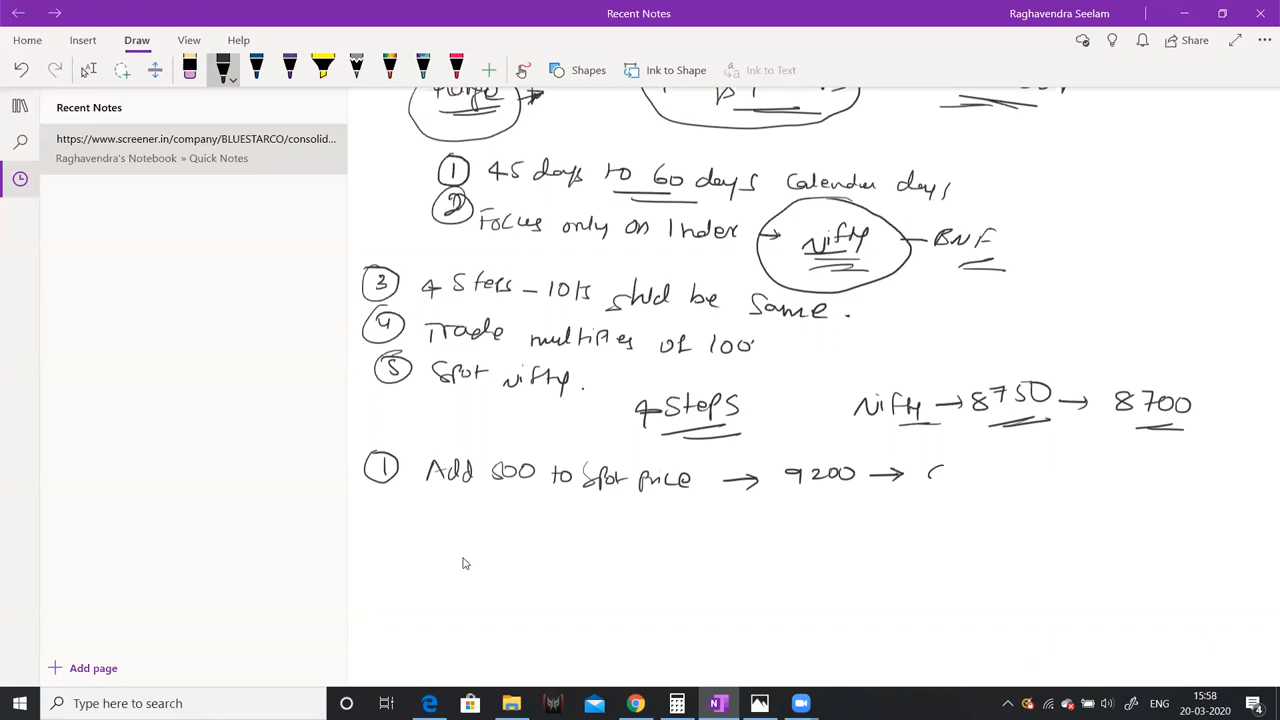 Recent Notes
Raghavendra Seelam
Home Insert Draw View Help
Share
Shapes Ink to Shape Ink to Text
Recent Notes
https://www.screener.in/company/BLUESTARCO/consolid...
Raghavendra's Notebook » Quick Notes
① 45 days to 60 days Calender days
② Focus only on Index → Nifty – BNF
③ 4 Steps – lots shld be Same.
④ Trade multiples of 100
⑤ Spot nifty.
4 Steps Nifty → 8750 → 8700
① Add 500 to Spot price → 9200 →
Add page
Type here to search
ENG
15:58
20-03-2020
4